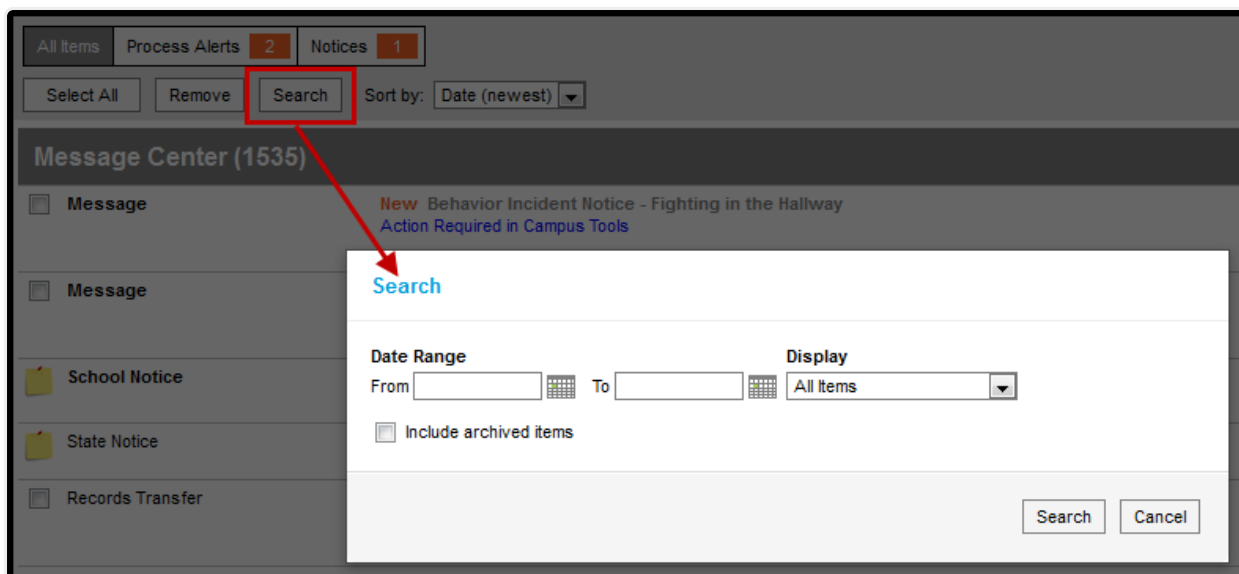 All Items Process Alerts 2 Notices 1
Select All Remove Search Sort by: Date (newest)
Message Center (1535)
Message New Behavior Incident Notice - Fighting in the Hallway
Action Required in Campus Tools
Message
School Notice
State Notice
Records Transfer
Search
Date Range Display
From To All Items
Include archived items
Search Cancel